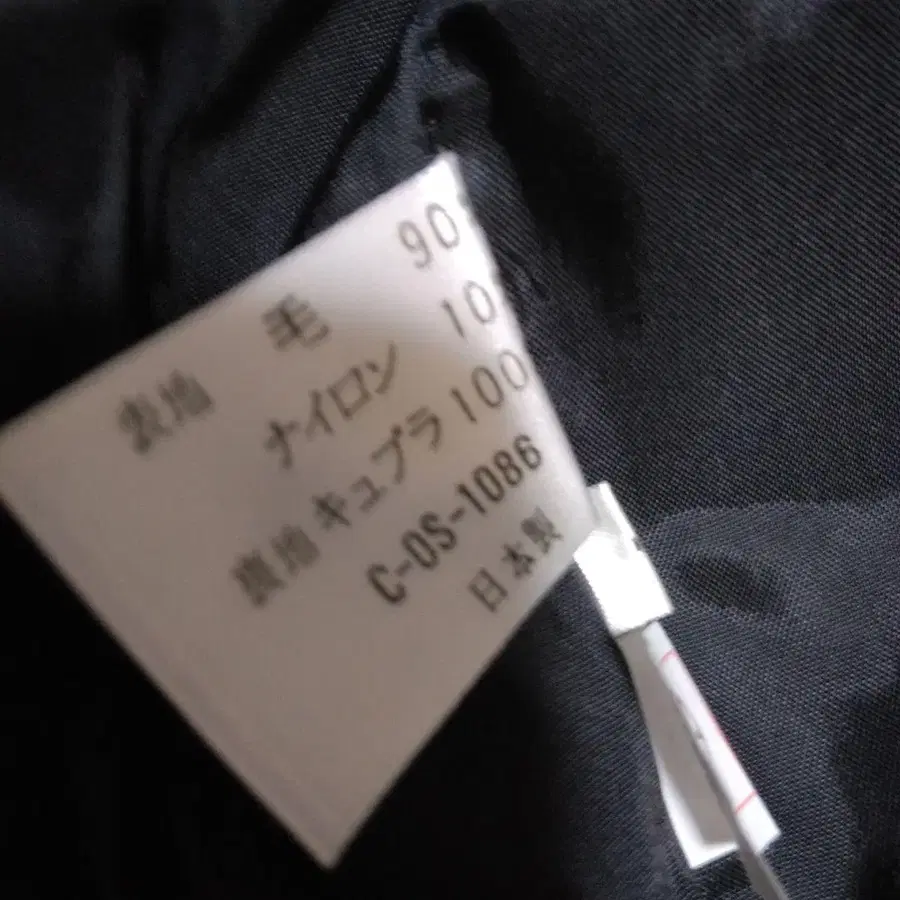 表地 毛 90
ナイロン 10
裏地 キュプラ 100
C-OS-1086
日本製